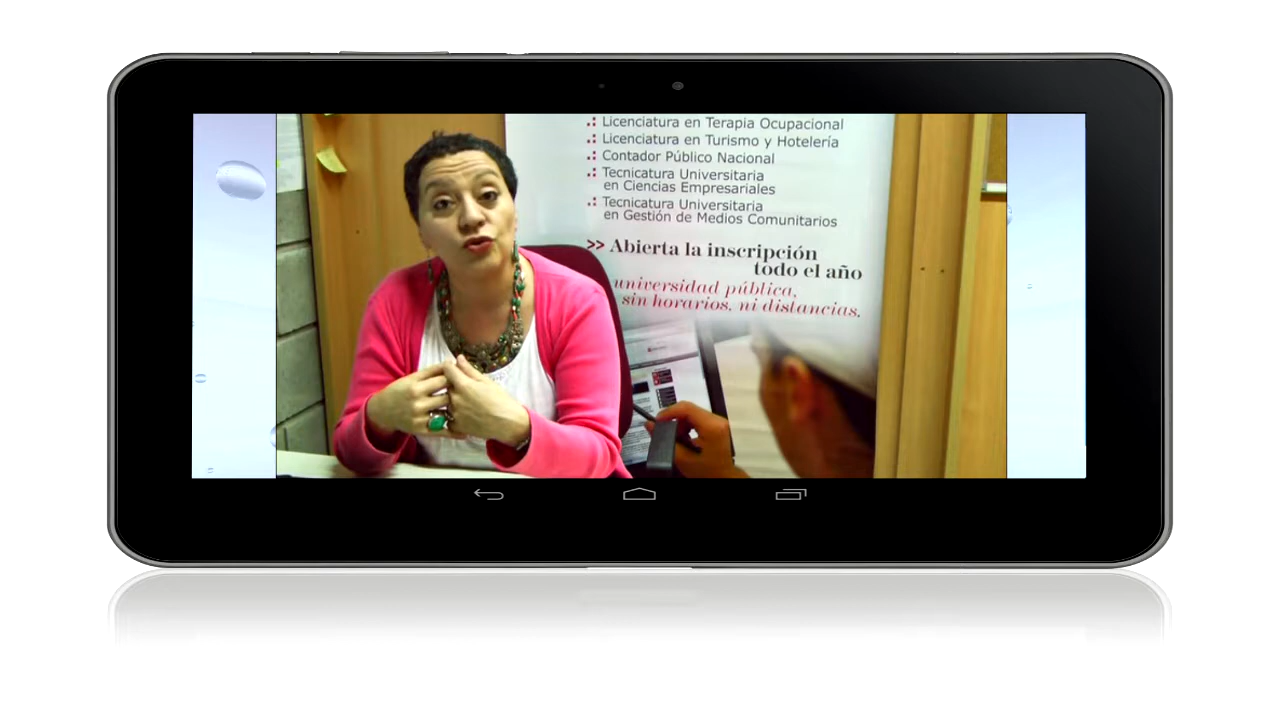 .: Licenciatura en Terapia Ocupacional
.: Licenciatura en Turismo y Hotelería
.: Contador Público Nacional
.: Tecnicatura Universitaria
en Ciencias Empresariales
.: Tecnicatura Universitaria
en Gestión de Medios Comunitarios
>> Abierta la inscripción
todo el año
universidad pública,
sin horarios, ni distancias.